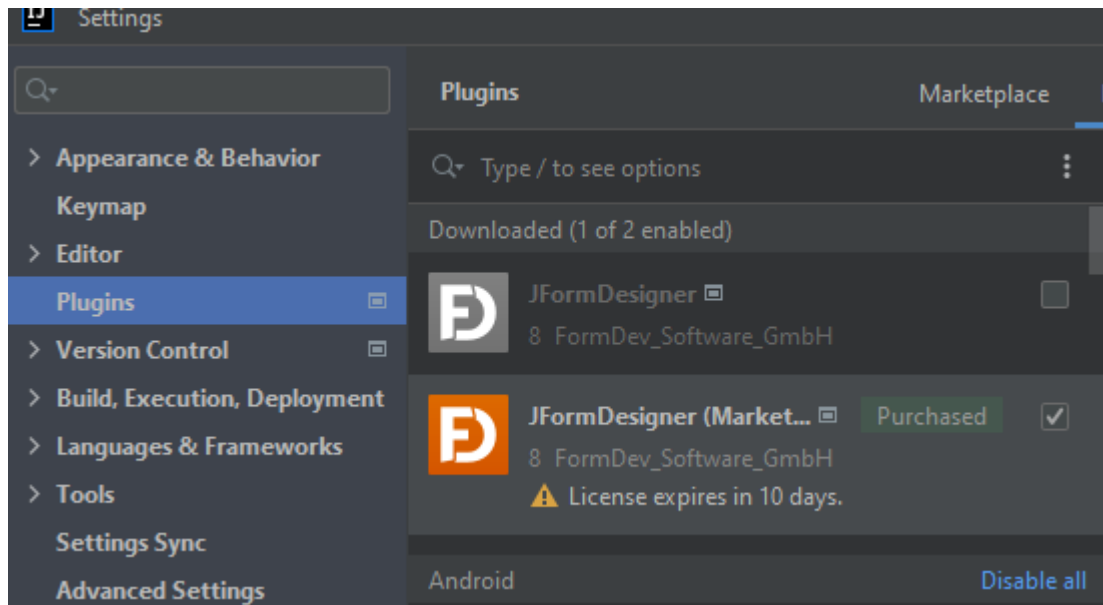 Settings
Appearance & Behavior
Keymap
Editor
Plugins
Version Control
Build, Execution, Deployment
Languages & Frameworks
Tools
Settings Sync
Advanced Settings
Plugins Marketplace
Type / to see options
Downloaded (1 of 2 enabled)
JFormDesigner
8 FormDev_Software_GmbH
JFormDesigner (Market... Purchased
8 FormDev_Software_GmbH
License expires in 10 days.
Android Disable all